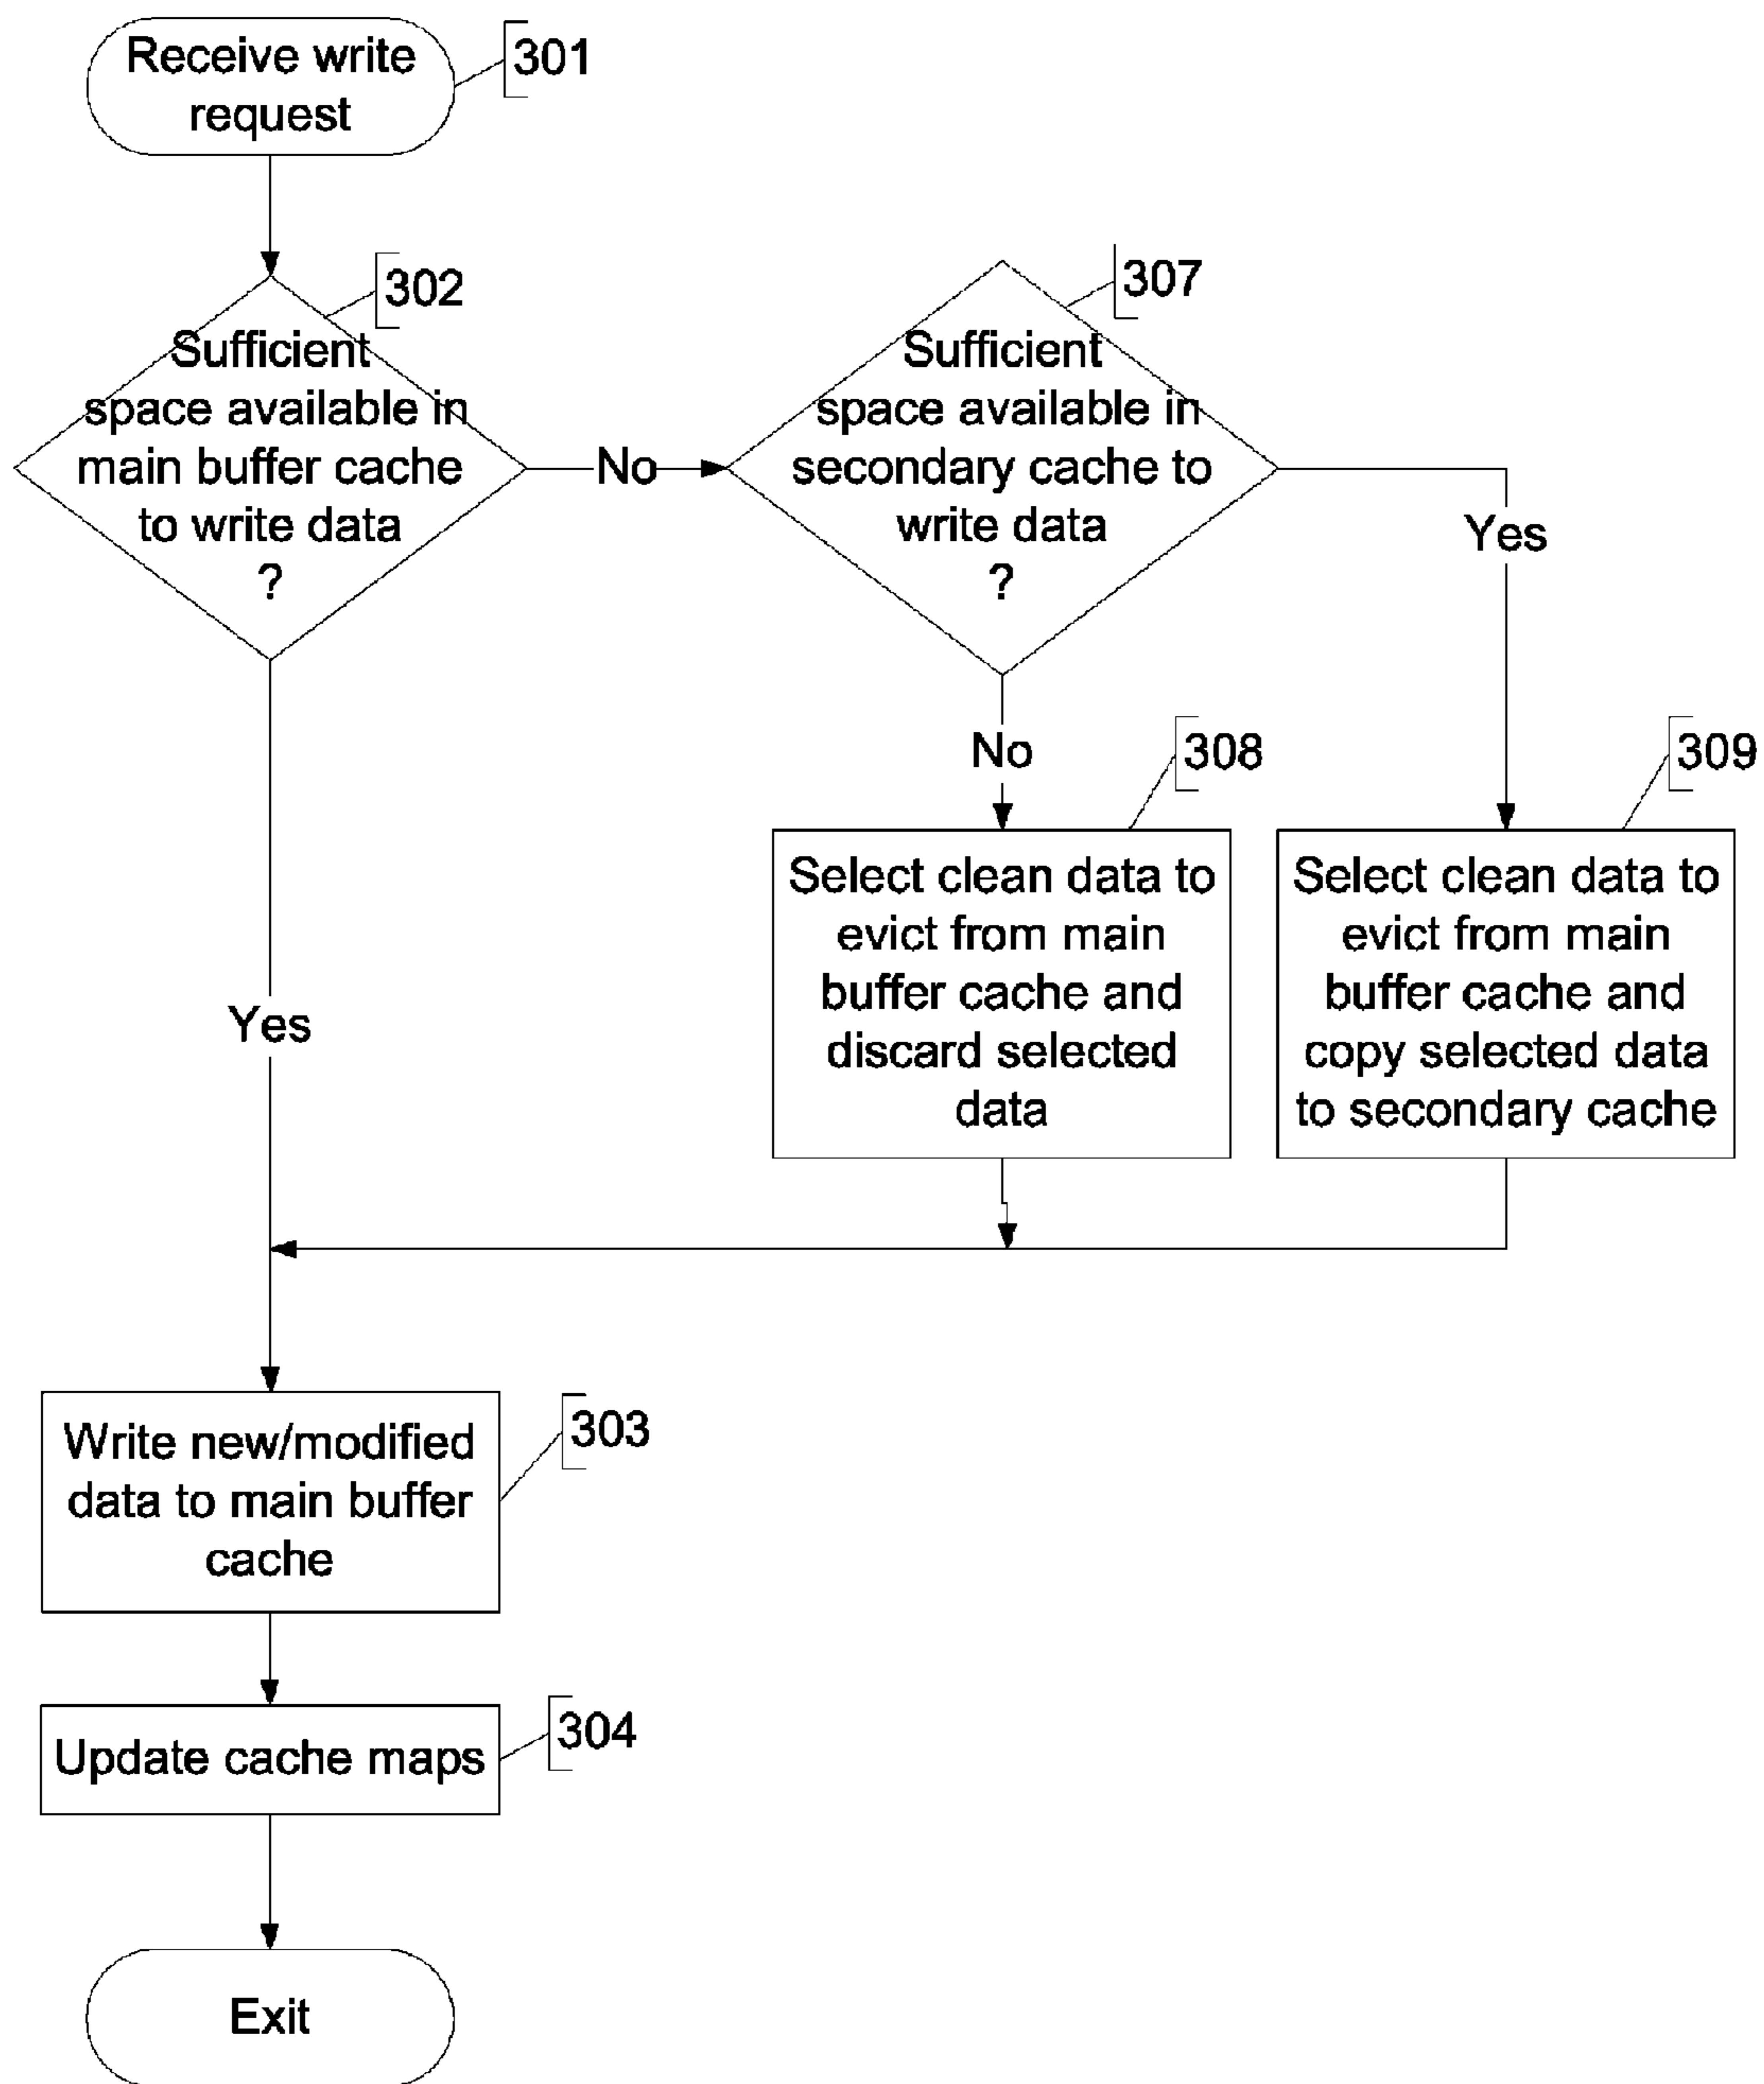 Receive write
request
301
302
Sufficient
space available in
main buffer cache
to write data
?
No
307
Sufficient
space available in
secondary cache to
write data
?
Yes
No
308
309
Select clean data to
evict from main
buffer cache and
discard selected
data
Select clean data to
evict from main
buffer cache and
copy selected data
to secondary cache
Yes
303
Write new/modified
data to main buffer
cache
304
Update cache maps
Exit